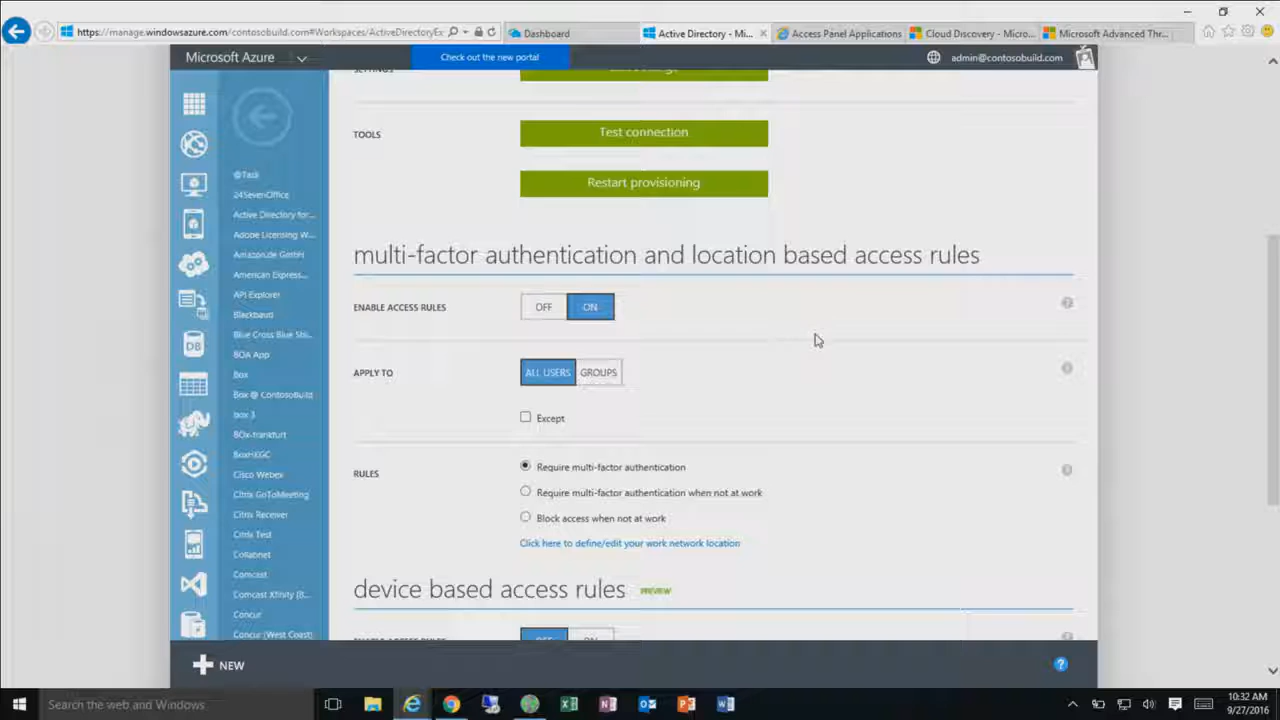 https://manage.windowsazure.com/contosobuild.com#Workspaces/ActiveDirectoryEx
Dashboard
Active Directory - Mi...
Access Panel Applications
Cloud Discovery - Micro...
Microsoft Advanced Thr...
Microsoft Azure
Check out the new portal
admin@contosobuild.com
TOOLS
Test connection
Restart provisioning
@Task
24SevenOffice
Active Directory for...
Adobe Licensing W...
Amazon.de GmbH
American Express...
API Explorer
Blackbaud
Blue Cross Blue Shi...
BOA App
Box
Box @ ContosoBuild
box 3
BOx-frankfurt
BoxHKGC
Cisco Webex
Citrix GoToMeeting
Citrix Receiver
Citrix Test
Collabnet
Comcast
Comcast Xfinity (B...
Concur
Concur (West Coast)
DB
multi-factor authentication and location based access rules
ENABLE ACCESS RULES
OFF ON
APPLY TO
ALL USERS GROUPS
Except
RULES
Require multi-factor authentication
Require multi-factor authentication when not at work
Block access when not at work
Click here to define/edit your work network location
device based access rules PREVIEW
NEW
Search the web and Windows
10:32 AM
9/27/2016